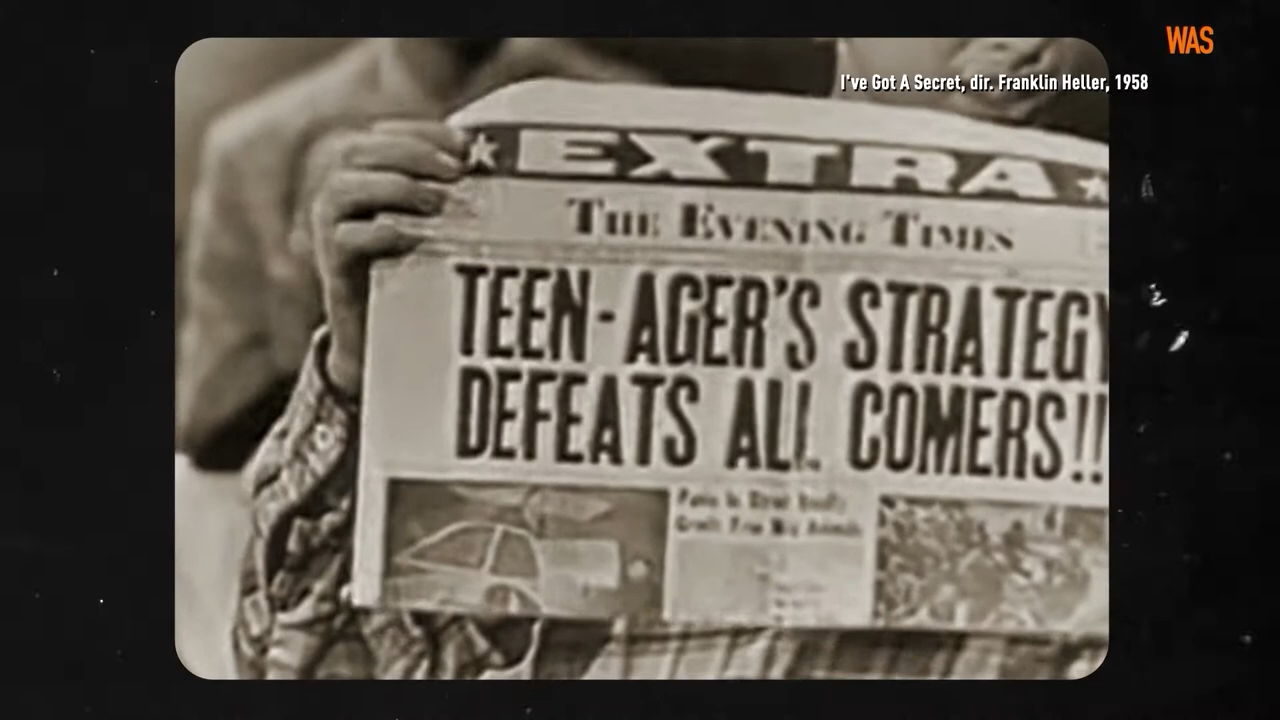 WAS
I've Got A Secret, dir. Franklin Heller, 1958
EXTRA
THE EVENING TIMES
TEEN-AGER'S STRATEGY
DEFEATS ALL COMERS!!